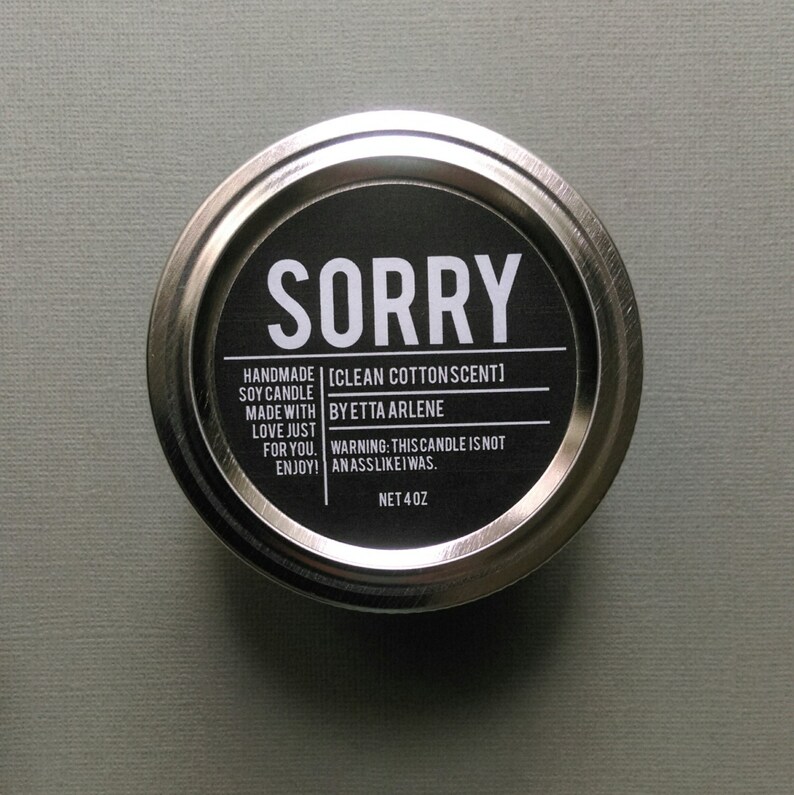 SORRY
HANDMADE
SOY CANDLE
MADE WITH
LOVE JUST
FOR YOU.
ENJOY!
[CLEAN COTTON SCENT]
BY ETTA ARLENE
WARNING: THIS CANDLE IS NOT
AN ASS LIKE I WAS.
NET 4 OZ